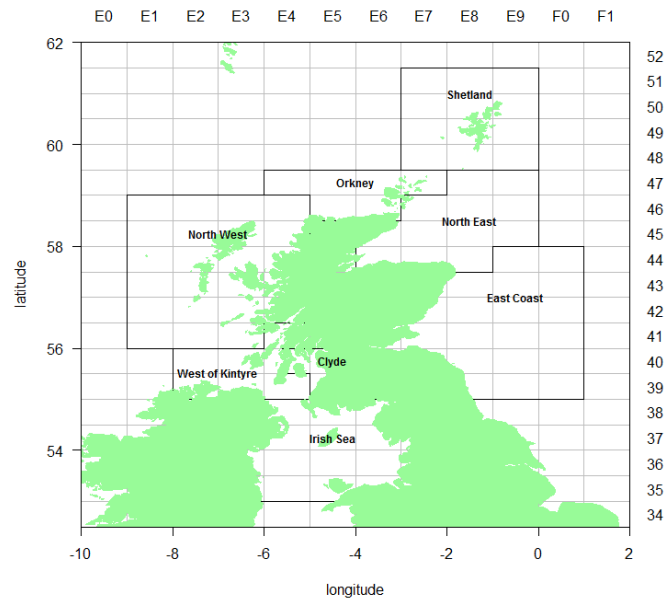 E0 E1 E2 E3 E4 E5 E6 E7 E8 E9 F0 F1
62
52
51
Shetland
50
49
60
48
Orkney
47
North East
46
North West
45
58
44
latitude
East Coast
43
42
41
56
Clyde
40
West of Kintyre
39
38
Irish Sea
37
54
36
35
34
-10 -8 -6 -4 -2 0 2
longitude